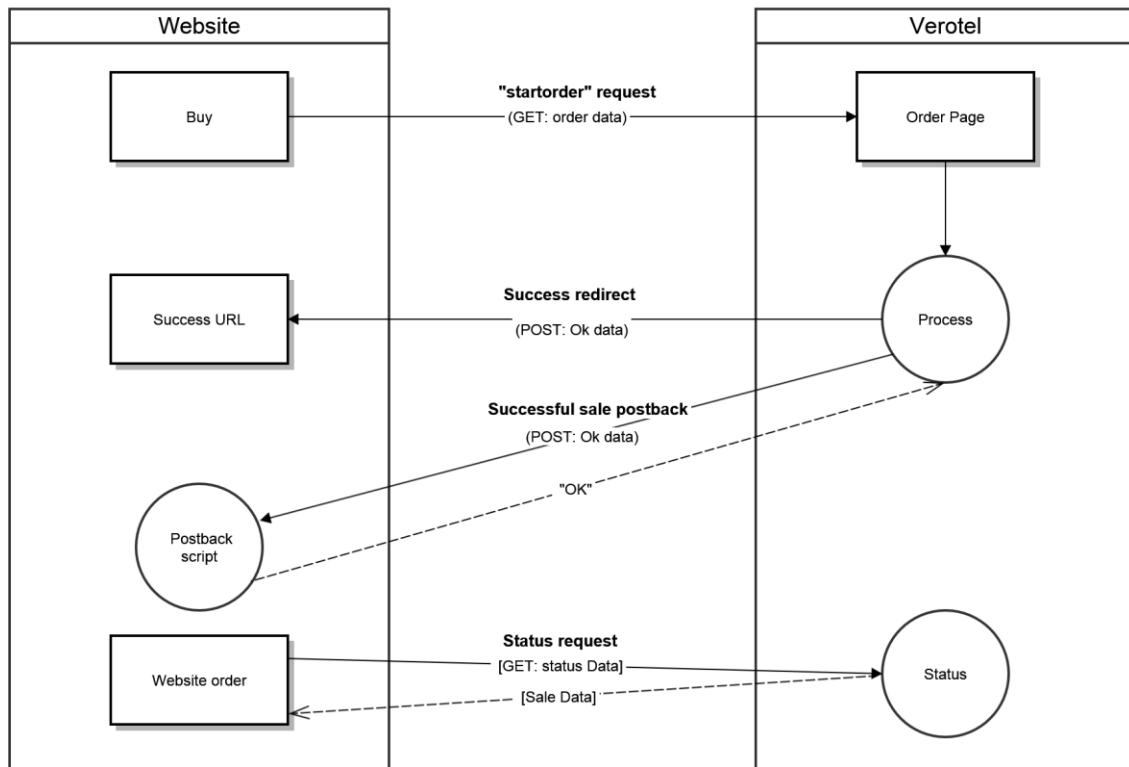 Website
Verotel
"startorder" request
Buy
(GET: order data)
Order Page
Success redirect
Success URL
(POST: Ok data)
Process
Successful sale postback
(POST: Ok data)
"OK"
Postback
script
Status request
[GET: status Data]
Website order
Status
[Sale Data]